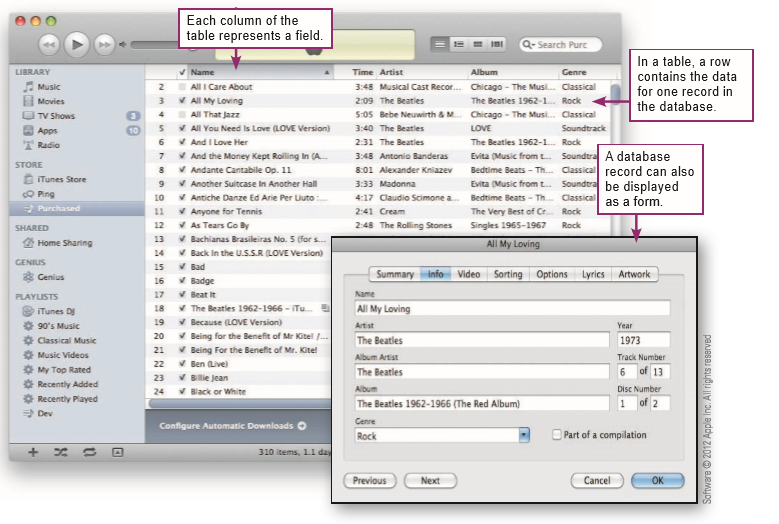 Each column of the
table represents a field.
Search Purc
In a table, a row
contains the data
for one record in
the database.
A database
record can also
be displayed
as a form.
LIBRARY
Music
Movies
TV Shows 3
Apps 10
Radio
STORE
iTunes Store
Ping
Purchased
SHARED
Home Sharing
GENIUS
Genius
PLAYLISTS
iTunes DJ
90's Music
Classical Music
Music Videos
My Top Rated
Recently Added
Recently Played
Dev
Name Time Artist Album Genre
2 All I Care About 3:48 Musical Cast Recor... Chicago – The Musi... Classical
3 All My Loving 2:09 The Beatles The Beatles 1962–1... Rock
4 All That Jazz 5:05 Bebe Neuwirth & M... Chicago – The Musi... Classical
5 All You Need Is Love (LOVE Version) 3:40 The Beatles LOVE Soundtrack
6 And I Love Her 2:31 The Beatles The Beatles 1962–1... Rock
7 And the Money Kept Rolling In (A... 3:48 Antonio Banderas Evita (Music from t... Soundtrack
8 Andante Cantabile Op. 11 8:01 Alexander Kniazev Bedtime Beats – Th... Classical
9 Another Suitcase In Another Hall 3:33 Madonna Evita (Music from t... Soundtrack
10 Antiche Danze Ed Arie Per Liuto :... 4:17 Claudio Scimone a... Bedtime Beats – Th... Classical
11 Anyone for Tennis 2:41 Cream The Very Best of Cr... Rock
12 As Tears Go By 2:48 The Rolling Stones Singles 1965–1967 Rock
13 Bachianas Brasileiras No. 5 (for s...
14 Back in the U.S.S.R (LOVE Version)
15 Bad
16 Badge
17 Beat It
18 The Beatles 1962–1966 – iTu...
19 Because (LOVE Version)
20 Being for the Benefit of Mr Kite! /...
21 Being For the Benefit of Mr. Kite!
22 Ben (Live)
23 Billie Jean
24 Black or White
Configure Automatic Downloads
310 items, 1.1 day
All My Loving
Summary Info Video Sorting Options Lyrics Artwork
Name
All My Loving
Artist Year
The Beatles 1973
Album Artist Track Number
The Beatles 6 of 13
Album Disc Number
The Beatles 1962-1966 (The Red Album) 1 of 2
Genre
Rock Part of a compilation
Previous Next Cancel OK
Software © 2012 Apple Inc. All rights reserved